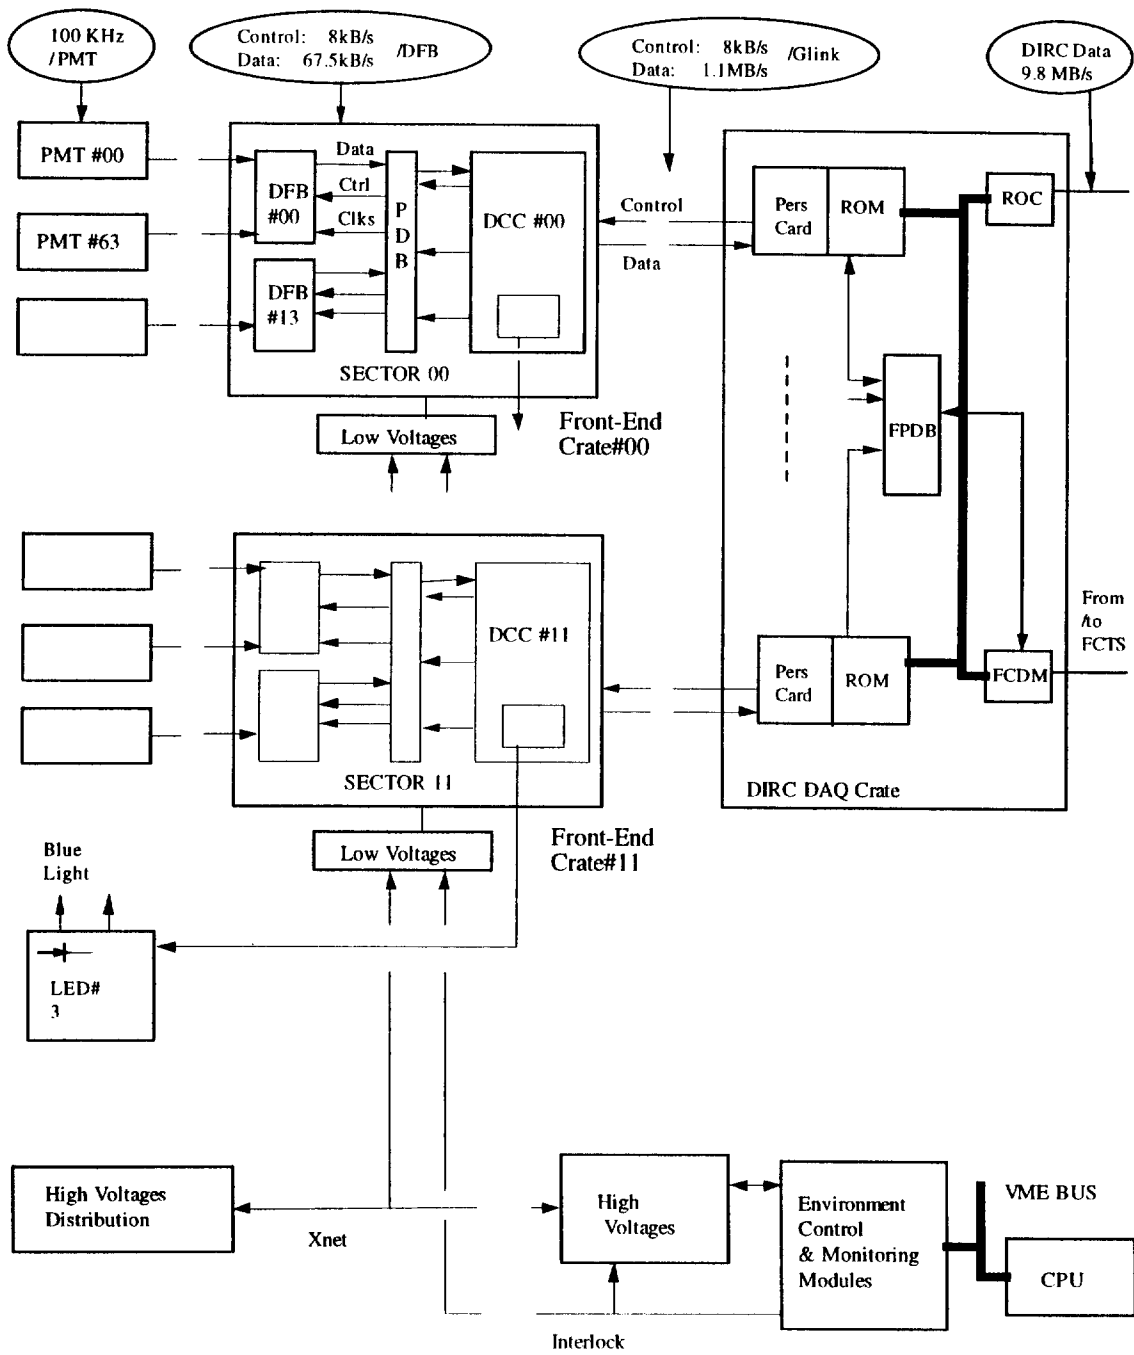 100 KHz
/PMT
Control: 8kB/s
Data: 67.5kB/s
/DFB
Control: 8kB/s
Data: 1.1MB/s
/Glink
DIRC Data
9.8 MB/s
PMT #00
PMT #63
DFB
#00
DFB
#13
Data
Ctrl
Clks
P
D
B
DCC #00
SECTOR 00
Low Voltages
Front-End
Crate#00
Control
Data
Pers
Card
ROM
ROC
FPDB
Pers
Card
ROM
FCDM
From
/to
FCTS
DIRC DAQ Crate
DCC #11
SECTOR 11
Low Voltages
Front-End
Crate#11
Blue
Light
LED#
3
High Voltages
Distribution
Xnet
High
Voltages
Environment
Control
& Monitoring
Modules
VME BUS
CPU
Interlock